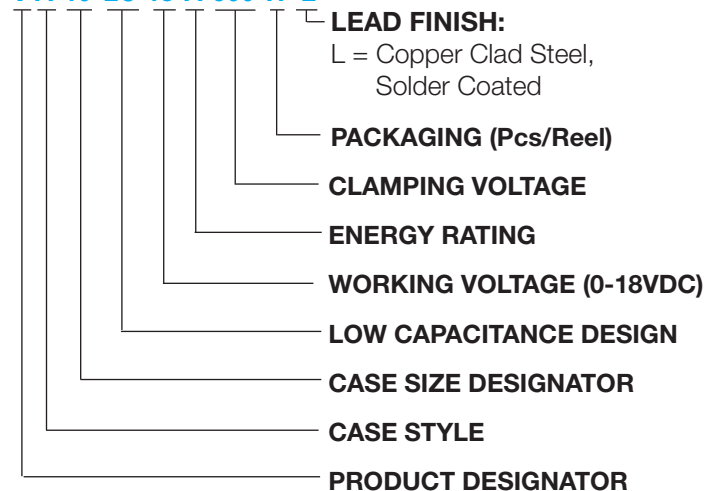 LEAD FINISH:
L = Copper Clad Steel,
Solder Coated
PACKAGING (Pcs/Reel)
CLAMPING VOLTAGE
ENERGY RATING
WORKING VOLTAGE (0-18VDC)
LOW CAPACITANCE DESIGN
CASE SIZE DESIGNATOR
CASE STYLE
PRODUCT DESIGNATOR